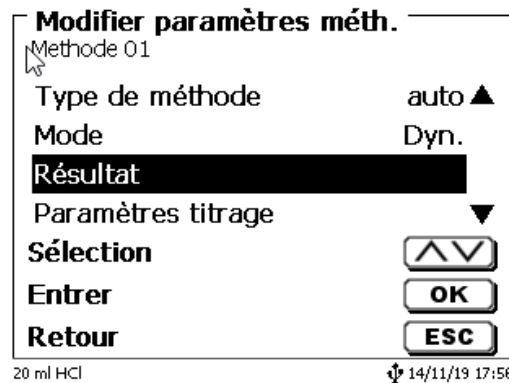 Modifier paramètres méth.
Methode 01
Type de méthode auto
Mode Dyn.
Résultat
Paramètres titrage
Sélection
Entrer OK
Retour ESC
20 ml HCl 14/11/19 17:56